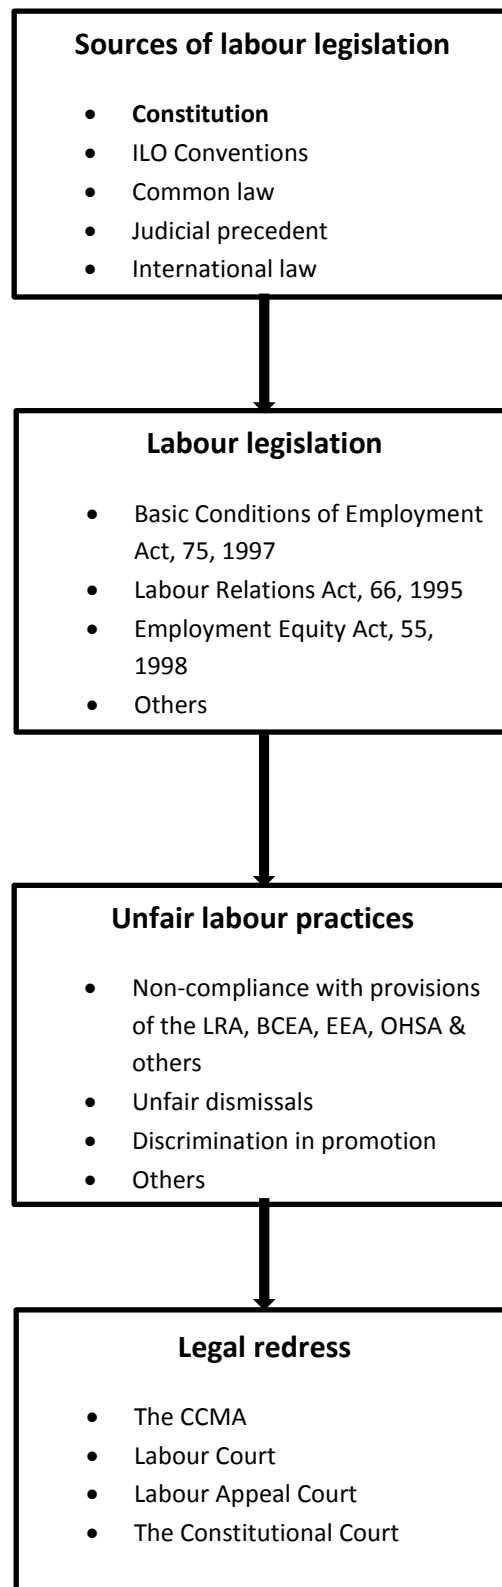 Sources of labour legislation
• Constitution
• ILO Conventions
• Common law
• Judicial precedent
• International law
Labour legislation
• Basic Conditions of Employment
Act, 75, 1997
• Labour Relations Act, 66, 1995
• Employment Equity Act, 55,
1998
• Others
Unfair labour practices
• Non-compliance with provisions
of the LRA, BCEA, EEA, OHSA &
others
• Unfair dismissals
• Discrimination in promotion
• Others
Legal redress
• The CCMA
• Labour Court
• Labour Appeal Court
• The Constitutional Court